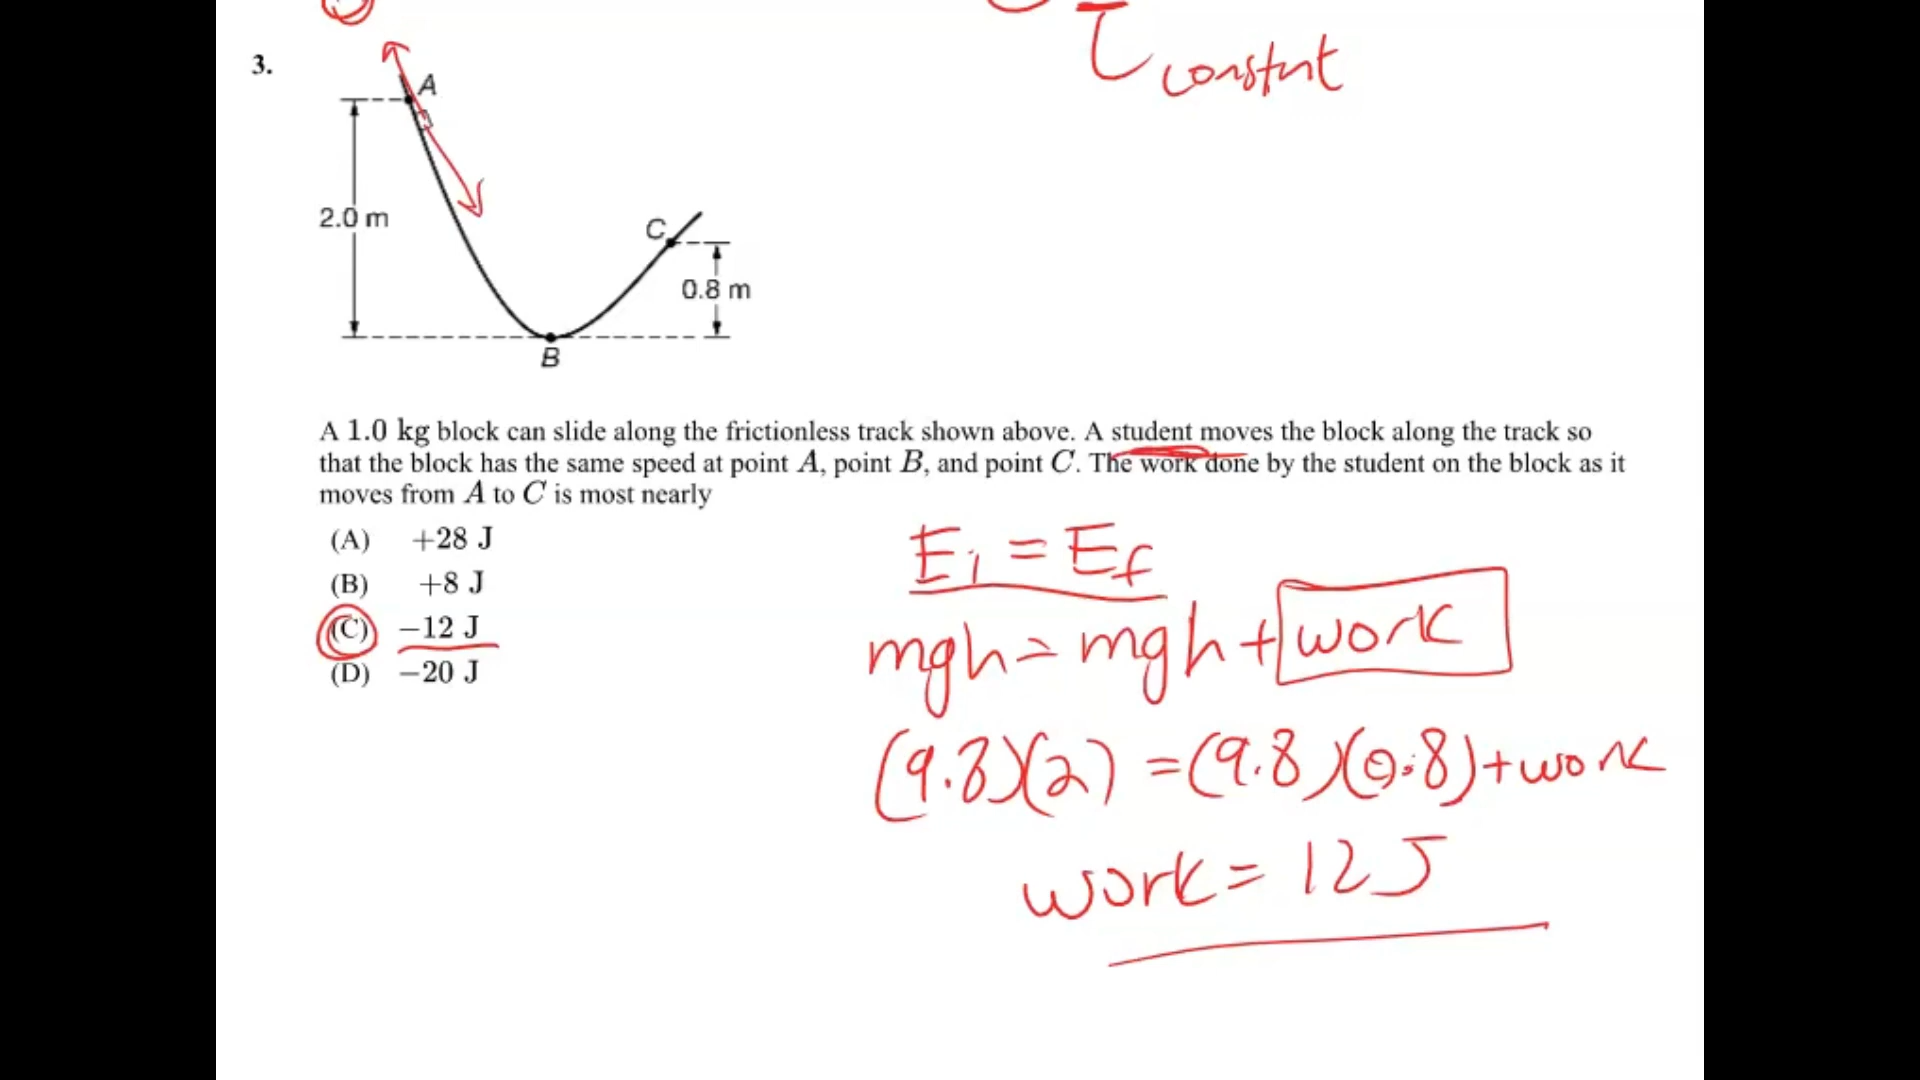 τ constant
3.
A
2.0 m
C
0.8 m
B
A 1.0 kg block can slide along the frictionless track shown above. A student moves the block along the track so
that the block has the same speed at point A, point B, and point C. The work done by the student on the block as it
moves from A to C is most nearly
(A) +28 J
(B) +8 J
(C) −12 J
(D) −20 J
Ei = Ef
mgh = mgh + work
(9.8)(2) = (9.8)(0.8) + work
work = 12 J